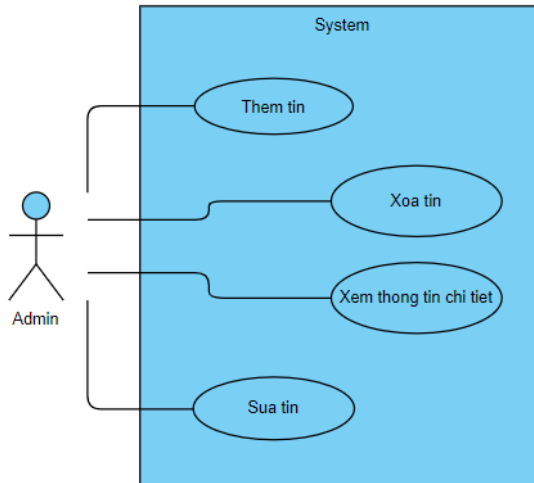 System
Them tin
Xoa tin
Xem thong tin chi tiet
Admin
Sua tin